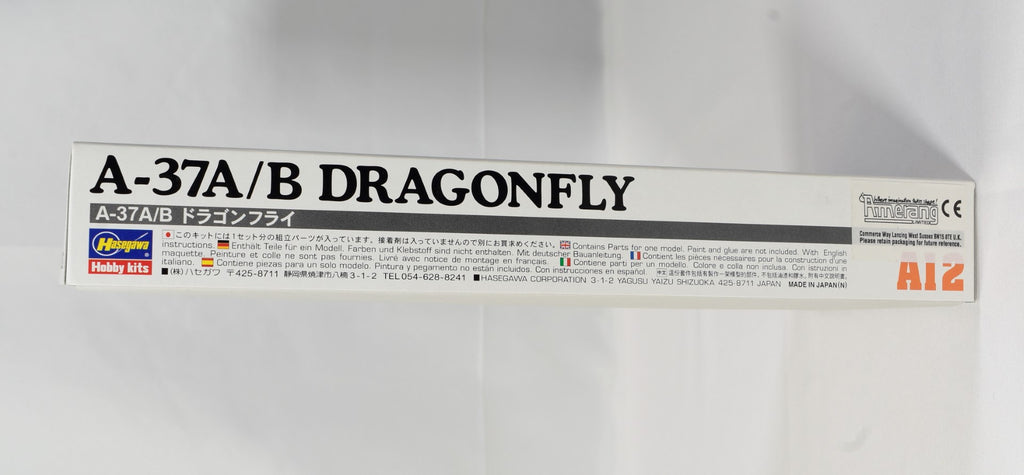 A-37A/B DRAGONFLY
A-37A/B ドラゴンフライ
Where imagination takes shape!
Amerang
LIMITED
CE
Commerce Way Lancing West Sussex BN15 8TE U.K.
Please retain packaging for future reference.
Hasegawa
Hobby kits
このキットには1セット分の組立パーツが入っています。接着剤は入っていませんので別にお買求めください。 Contains Parts for one model. Paint and glue are not included. With English
instructions. Enthält Teile für ein Modell. Farben und Klebstoff sind nicht enthalten. Mit deutscher Bauanleitung. Contient les pièces nécessaires pour la construction d'une
maquette. Peinture et colle ne sont pas fournies. Livré avec notice de montage en francais. Contiene parti per un modello. Colore e colla non inclusa. Con istruzioni in
italiano. Contiene piezas para un solo modelo. Pintura y pegamento no están incluidos. Con instrucciones en español.
■(株)ハセガワ 〒425-8711 静岡県焼津市八楠3-1-2 TEL054-628-8241 ■HASEGAWA CORPORATION 3-1-2 YAGUSU YAIZU SHIZUOKA 425-8711 JAPAN MADE IN JAPAN(N)
A12